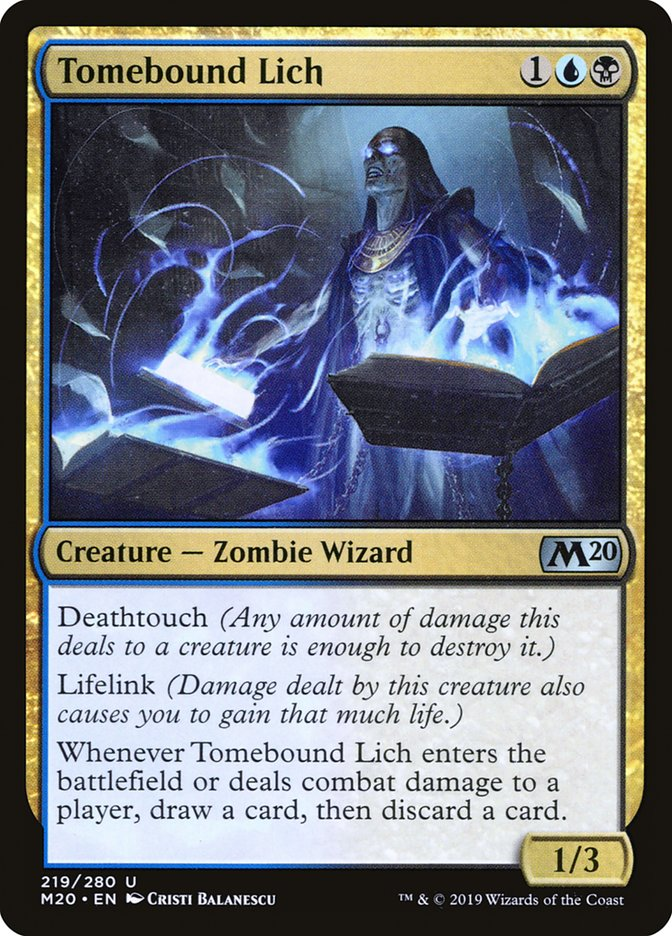 Tomebound Lich 1
Creature — Zombie Wizard M20
Deathtouch (Any amount of damage this
deals to a creature is enough to destroy it.)
Lifelink (Damage dealt by this creature also
causes you to gain that much life.)
Whenever Tomebound Lich enters the
battlefield or deals combat damage to a
player, draw a card, then discard a card.
1/3
219/280 U
M20 • EN Cristi Balanescu ™ & © 2019 Wizards of the Coast